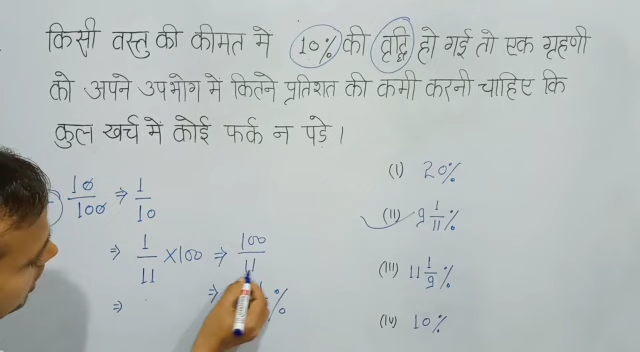 किसी वस्तु की कीमत में 10% की वृद्धि हो गई तो एक ग्रहणी
को अपने उपभोग में कितने प्रतिशत की कमी करनी चाहिए कि
कुल खर्च में कोई फर्क न पड़े।
10/100 ⇒ 1/10
⇒ 1/11 ×100 ⇒ 100/11
⇒ %
⇒
(I) 20%
(II) 9 1/11%
(III) 11 1/9%
(IV) 10%